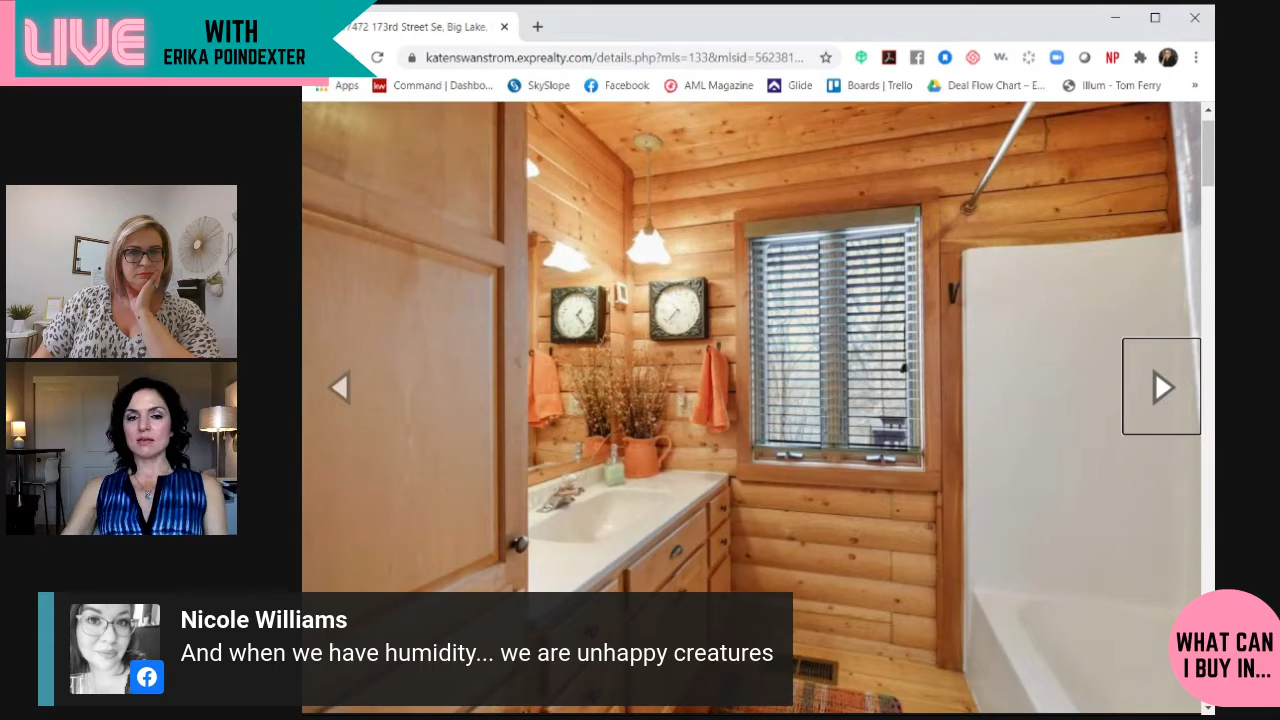 LIVE
WITH
ERIKA POINDEXTER
7472 173rd Street Se, Big Lake,
katenswanstrom.exprealty.com/details.php?mls=133&mlsid=562381...
NP
Apps
kw
Command | Dashbo...
SkySlope
Facebook
AML Magazine
Glide
Boards | Trello
Deal Flow Chart – E...
Illum - Tom Ferry
»
Nicole Williams
And when we have humidity... we are unhappy creatures
WHAT CAN
I BUY IN...